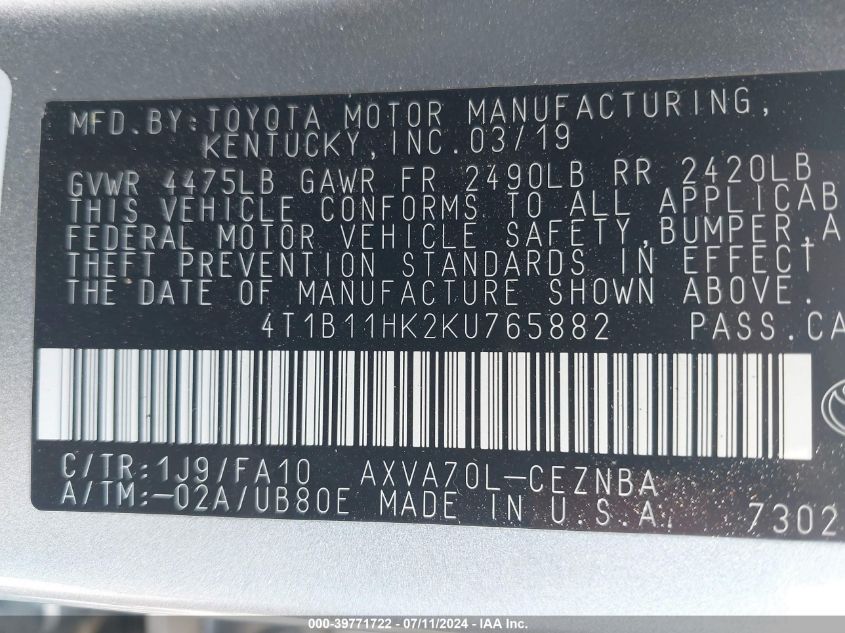 MFD.BY:TOYOTA MOTOR MANUFACTURING,
KENTUCKY,INC.03/19
GVWR 4475LB GAWR FR 2490LB RR 2420LB
THIS VEHICLE CONFORMS TO ALL APPLICAB
FEDERAL MOTOR VEHICLE SAFETY,BUMPER,A
THEFT PREVENTION STANDARDS IN EFFECT
THE DATE OF MANUFACTURE SHOWN ABOVE.
4T1B11HK2KU765882 PASS.CA
C/TR:1J9/FA10 AXVA70L-CEZNBA
A/TM:-02A/UB80E MADE IN U.S.A. 7302
000-39771722 - 07/11/2024 - IAA Inc.